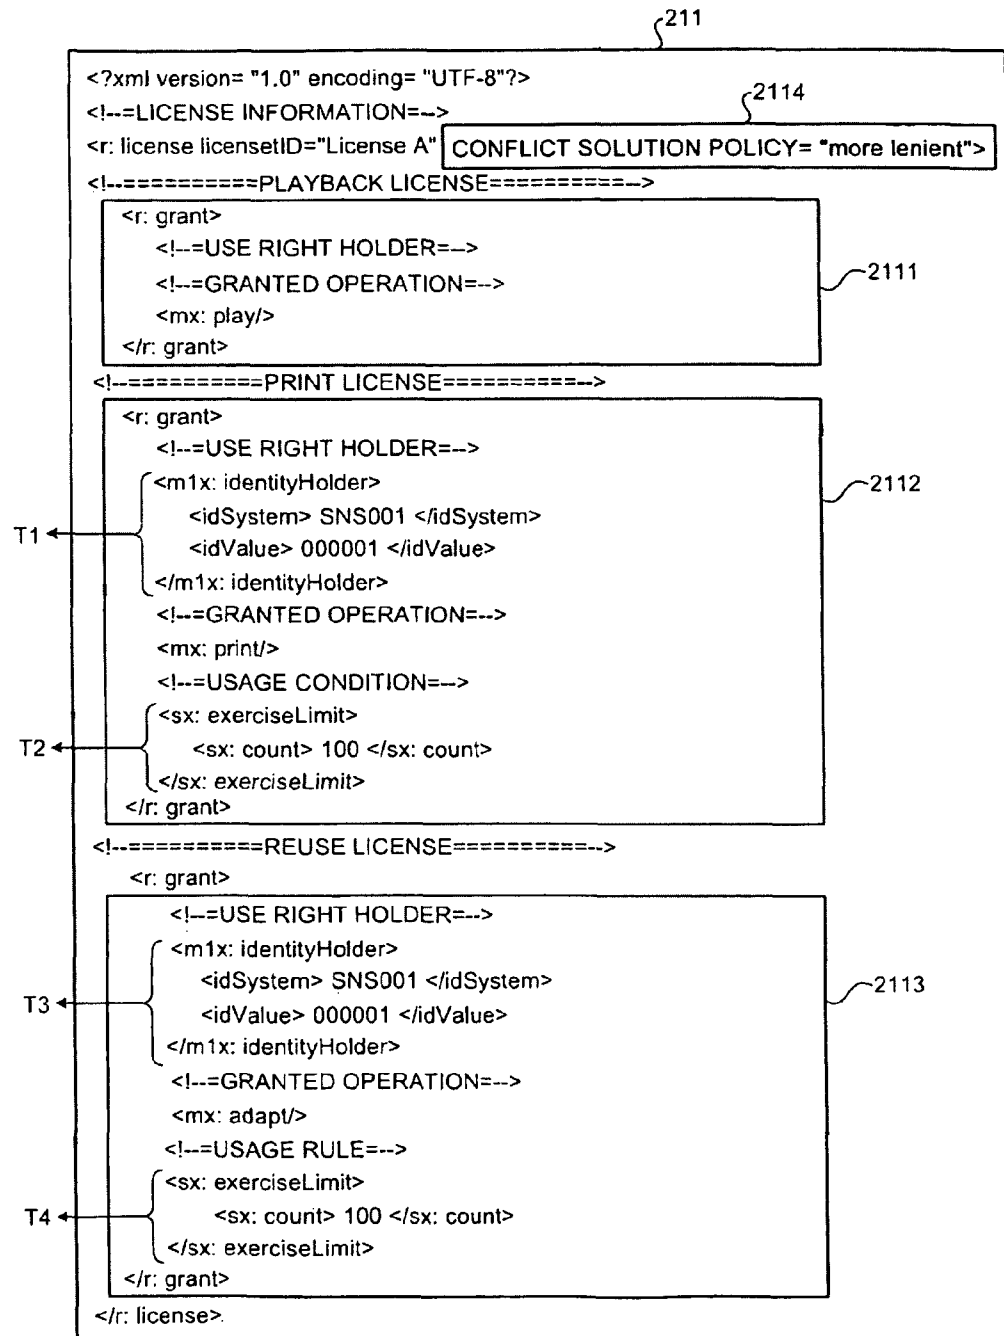 211
<?xml version= "1.0" encoding= "UTF-8"?>
<!--=LICENSE INFORMATION=-->
2114
<r: license licensetID="License A" CONFLICT SOLUTION POLICY= "more lenient">
<!--==========PLAYBACK LICENSE==========-->
<r: grant>
<!--=USE RIGHT HOLDER=-->
<!--=GRANTED OPERATION=-->
2111
<mx: play/>
</r: grant>
<!--==========PRINT LICENSE==========-->
<r: grant>
<!--=USE RIGHT HOLDER=-->
<m1x: identityHolder>
2112
<idSystem> SNS001 </idSystem>
T1
<idValue> 000001 </idValue>
</m1x: identityHolder>
<!--=GRANTED OPERATION=-->
<mx: print/>
<!--=USAGE CONDITION=-->
<sx: exerciseLimit>
T2
<sx: count> 100 </sx: count>
</sx: exerciseLimit>
</r: grant>
<!--==========REUSE LICENSE==========-->
<r: grant>
<!--=USE RIGHT HOLDER=-->
<m1x: identityHolder>
<idSystem> SNS001 </idSystem>
2113
T3
<idValue> 000001 </idValue>
</m1x: identityHolder>
<!--=GRANTED OPERATION=-->
<mx: adapt/>
<!--=USAGE RULE=-->
<sx: exerciseLimit>
T4
<sx: count> 100 </sx: count>
</sx: exerciseLimit>
</r: grant>
</r: license>